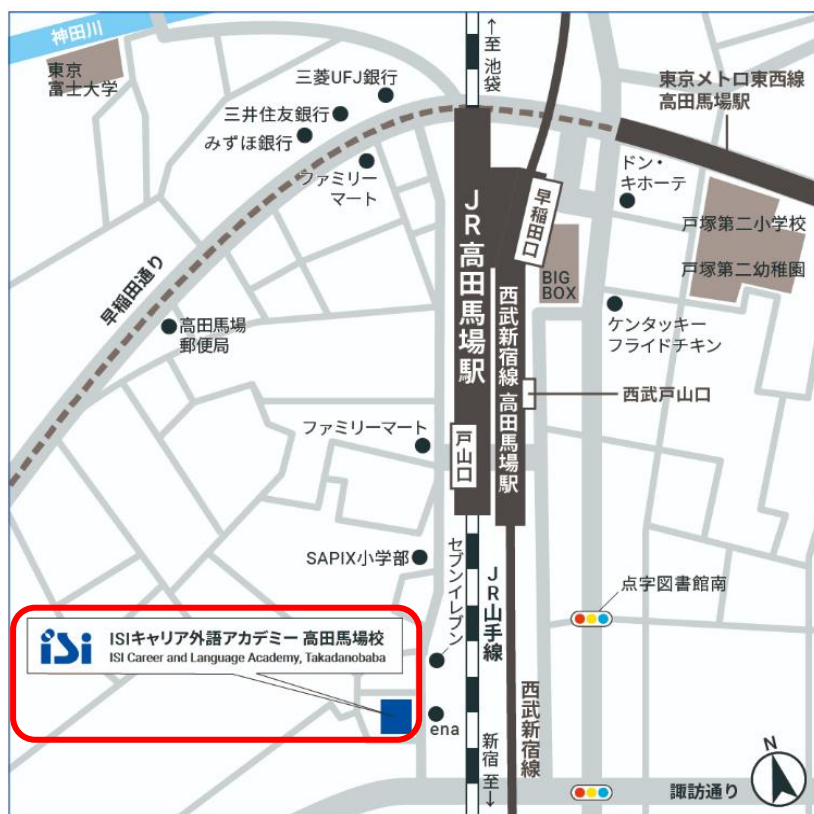 神田川
東京
富士大学
三菱UFJ銀行
三井住友銀行
みずほ銀行
ファミリー
マート
←至 池袋
東京メトロ東西線
高田馬場駅
ドン・
キホーテ
戸塚第二小学校
戸塚第二幼稚園
早稲田口
BIG
BOX
JR高田馬場駅
西武新宿線 高田馬場駅
ケンタッキー
フライドチキン
早稲田通り
高田馬場
郵便局
西武戸山口
ファミリーマート
戸山口
SAPIX小学部
セブンイレブン
JR山手線
点字図書館南
iSi
ISIキャリア外語アカデミー 高田馬場校
ISI Career and Language Academy, Takadanobaba
ena
西武新宿線
新宿 至→
諏訪通り
N